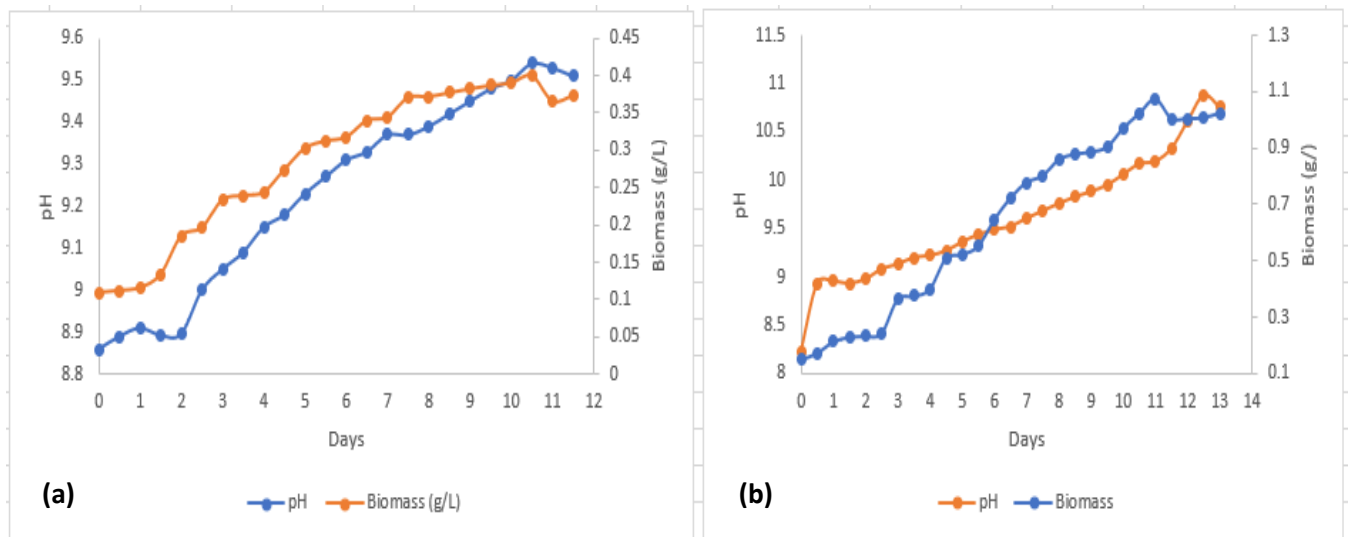 9.6
9.5
9.4
9.3
9.2
9.1
9
8.9
8.8
pH
0.45
0.4
0.35
0.3
0.25
0.2
0.15
0.1
0.05
0
Biomass (g/L)
0 1 2 3 4 5 6 7 8 9 10 11 12
Days
(a)
pH Biomass (g/L)
11.5
11
10.5
10
9.5
9
8.5
8
pH
1.3
1.1
0.9
0.7
0.5
0.3
0.1
Biomass (g/)
0 1 2 3 4 5 6 7 8 9 10 11 12 13 14
Days
(b)
pH Biomass